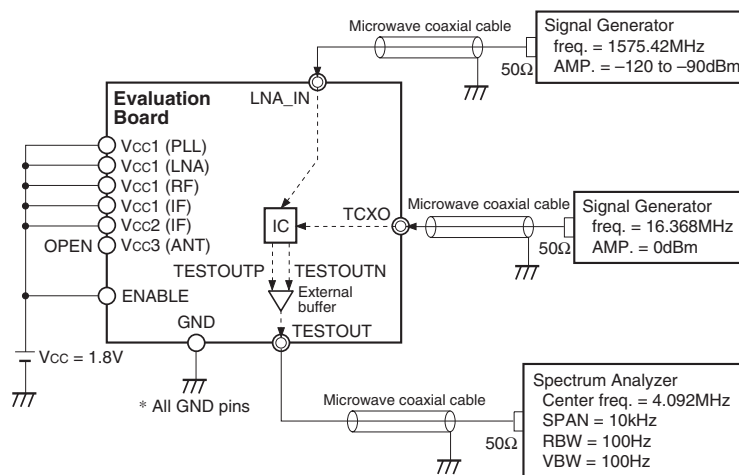 Microwave coaxial cable
Signal Generator
freq. = 1575.42MHz
AMP. = –120 to –90dBm
50Ω
Evaluation
Board
LNA_IN
VCC1 (PLL)
VCC1 (LNA)
VCC1 (RF)
VCC1 (IF)
VCC2 (IF)
OPEN
VCC3 (ANT)
ENABLE
IC
TCXO
Microwave coaxial cable
Signal Generator
freq. = 16.368MHz
AMP. = 0dBm
50Ω
TESTOUTP
TESTOUTN
External
buffer
GND
TESTOUT
VCC = 1.8V
* All GND pins
Microwave coaxial cable
Spectrum Analyzer
Center freq. = 4.092MHz
SPAN = 10kHz
RBW = 100Hz
VBW = 100Hz
50Ω